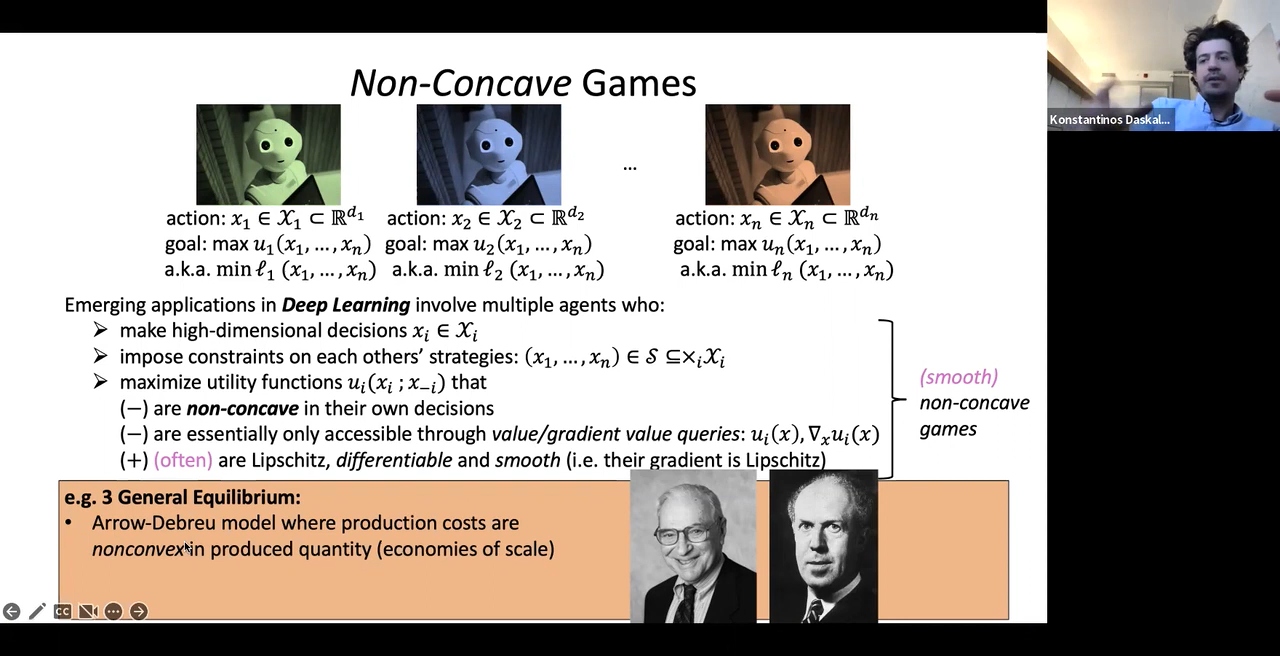 Non-Concave Games
Konstantinos Daskal...
...
action: x₁ ∈ 𝒳₁ ⊂ ℝ^{d₁}
goal: max u₁(x₁, …, xₙ)
a.k.a. min ℓ₁ (x₁, …, xₙ)
action: x₂ ∈ 𝒳₂ ⊂ ℝ^{d₂}
goal: max u₂(x₁, …, xₙ)
a.k.a. min ℓ₂ (x₁, …, xₙ)
action: xₙ ∈ 𝒳ₙ ⊂ ℝ^{dₙ}
goal: max uₙ(x₁, …, xₙ)
a.k.a. min ℓₙ (x₁, …, xₙ)
Emerging applications in Deep Learning involve multiple agents who:
➢ make high-dimensional decisions xᵢ ∈ 𝒳ᵢ
➢ impose constraints on each others’ strategies: (x₁, …, xₙ) ∈ 𝒮 ⊆×ᵢ𝒳ᵢ
➢ maximize utility functions uᵢ(xᵢ ; x₋ᵢ) that
(−) are non-concave in their own decisions
(−) are essentially only accessible through value/gradient value queries: uᵢ(x), ∇ₓuᵢ(x)
(+) (often) are Lipschitz, differentiable and smooth (i.e. their gradient is Lipschitz)
(smooth)
non-concave
games
e.g. 3 General Equilibrium:
• Arrow-Debreu model where production costs are
nonconvex in produced quantity (economies of scale)
CC